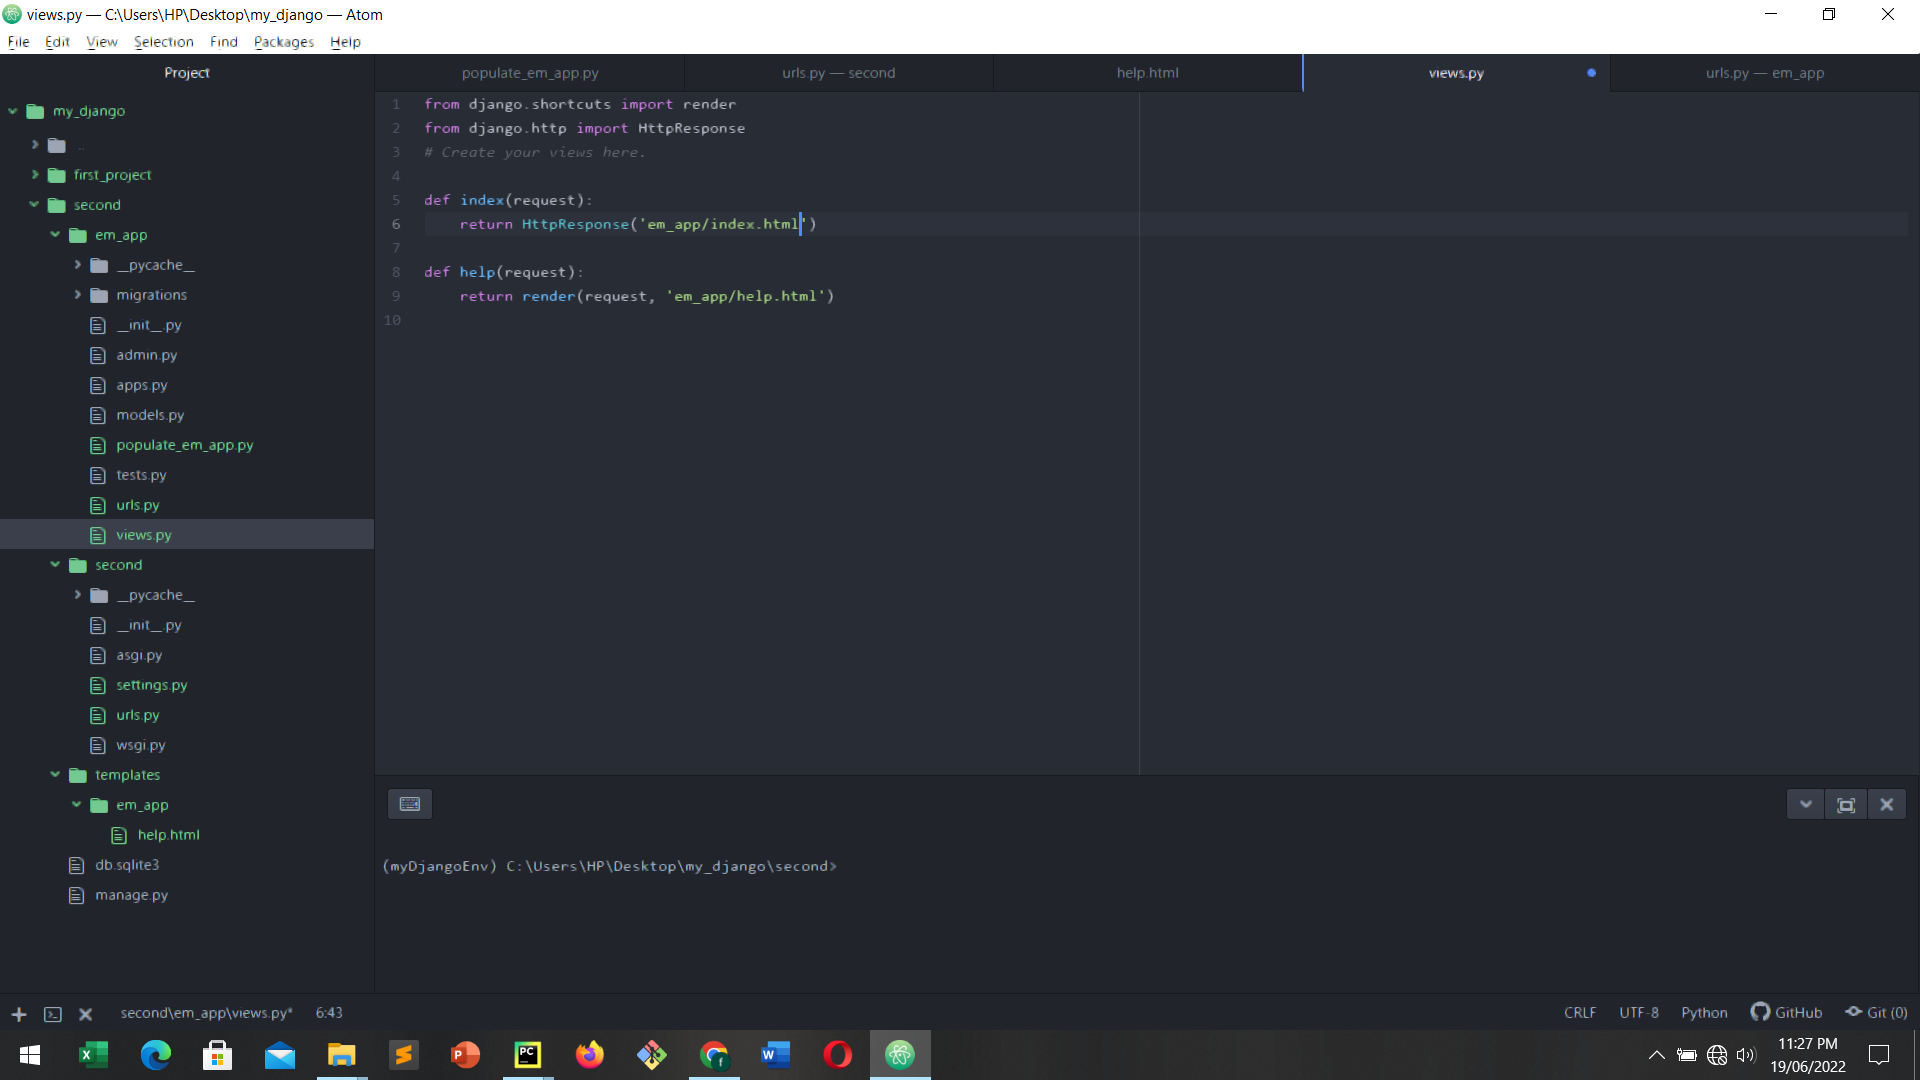 views.py — C:\Users\HP\Desktop\my_django — Atom
File Edit View Selection Find Packages Help
Project
populate_em_app.py
urls.py — second
help.html
views.py
urls.py — em_app
my_django
..
first_project
second
em_app
__pycache__
migrations
__init__.py
admin.py
apps.py
models.py
populate_em_app.py
tests.py
urls.py
views.py
second
__pycache__
__init__.py
asgi.py
settings.py
urls.py
wsgi.py
templates
em_app
help.html
db.sqlite3
manage.py
1 from django.shortcuts import render
2 from django.http import HttpResponse
3 # Create your views here.
4
5 def index(request):
6 return HttpResponse('em_app/index.html')
7
8 def help(request):
9 return render(request, 'em_app/help.html')
10
(myDjangoEnv) C:\Users\HP\Desktop\my_django\second>
second\em_app\views.py* 6:43
CRLF UTF-8 Python GitHub Git (0)
11:27 PM
19/06/2022